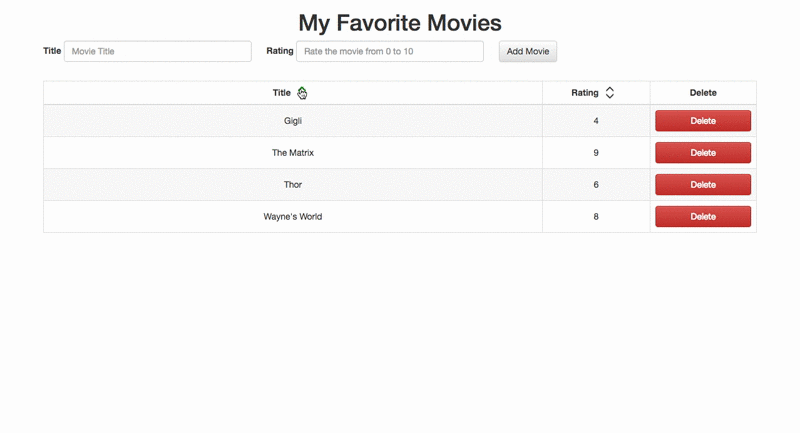 My Favorite Movies
Title Movie Title Rating Rate the movie from 0 to 10 Add Movie
Title Rating Delete
Gigli 4 Delete
The Matrix 9 Delete
Thor 6 Delete
Wayne's World 8 Delete